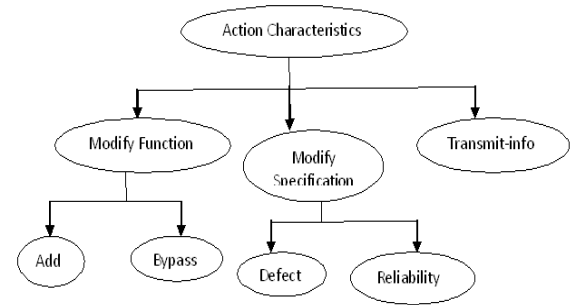 Action Characteristics
Modify Function
Modify
Specification
Transmit-info
Add
Bypass
Defect
Reliability